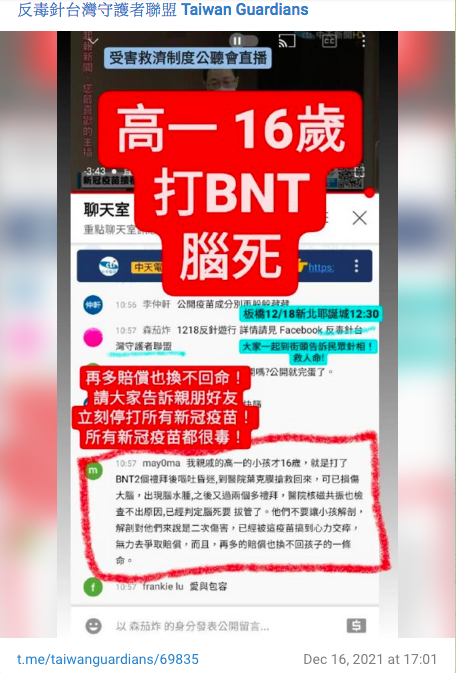 反毒針台灣守護者聯盟 Taiwan Guardians
受害救濟制度公聽會直播
高一 16歲
打BNT
腦死
-3:43
新冠疫苗
聊天室
重點聊天室
中天電
https:
板橋12/18新北耶誕城12:30
仲軒 10:56 李仲軒 公開疫苗成分別再躲躲藏藏
10:57 森茄炸 1218反針遊行 詳情請見 Facebook 反毒針台
灣守護者聯盟
大家一起到街頭告訴民眾針相！
救人命!
嗎?公開就完蛋了。
再多賠償也換不回命！
請大家告訴親朋好友
立刻停打所有新冠疫苗！
所有新冠疫苗都很毒！
m 10:57 may0ma 我親戚的高一的小孩才16歲，就是打了
BNT2個禮拜後嘔吐昏迷,到醫院葉克膜搶救回來，可已損傷
大腦，出現腦水腫,之後又過兩個多禮拜，醫院核磁共振也檢
查不出原因,已經判定腦死要 拔管了。他們不要讓小孩解剖，
解剖對他們來說是二次傷害，已經被這疫苗搞到心力交瘁，
無力去爭取賠償，而且，再多的賠償也換不回孩子的一條
命。
f 10:57 frankie lu 愛與包容
以 森茄炸 的身分發表公開留言...
t.me/taiwanguardians/69835
Dec 16, 2021 at 17:01